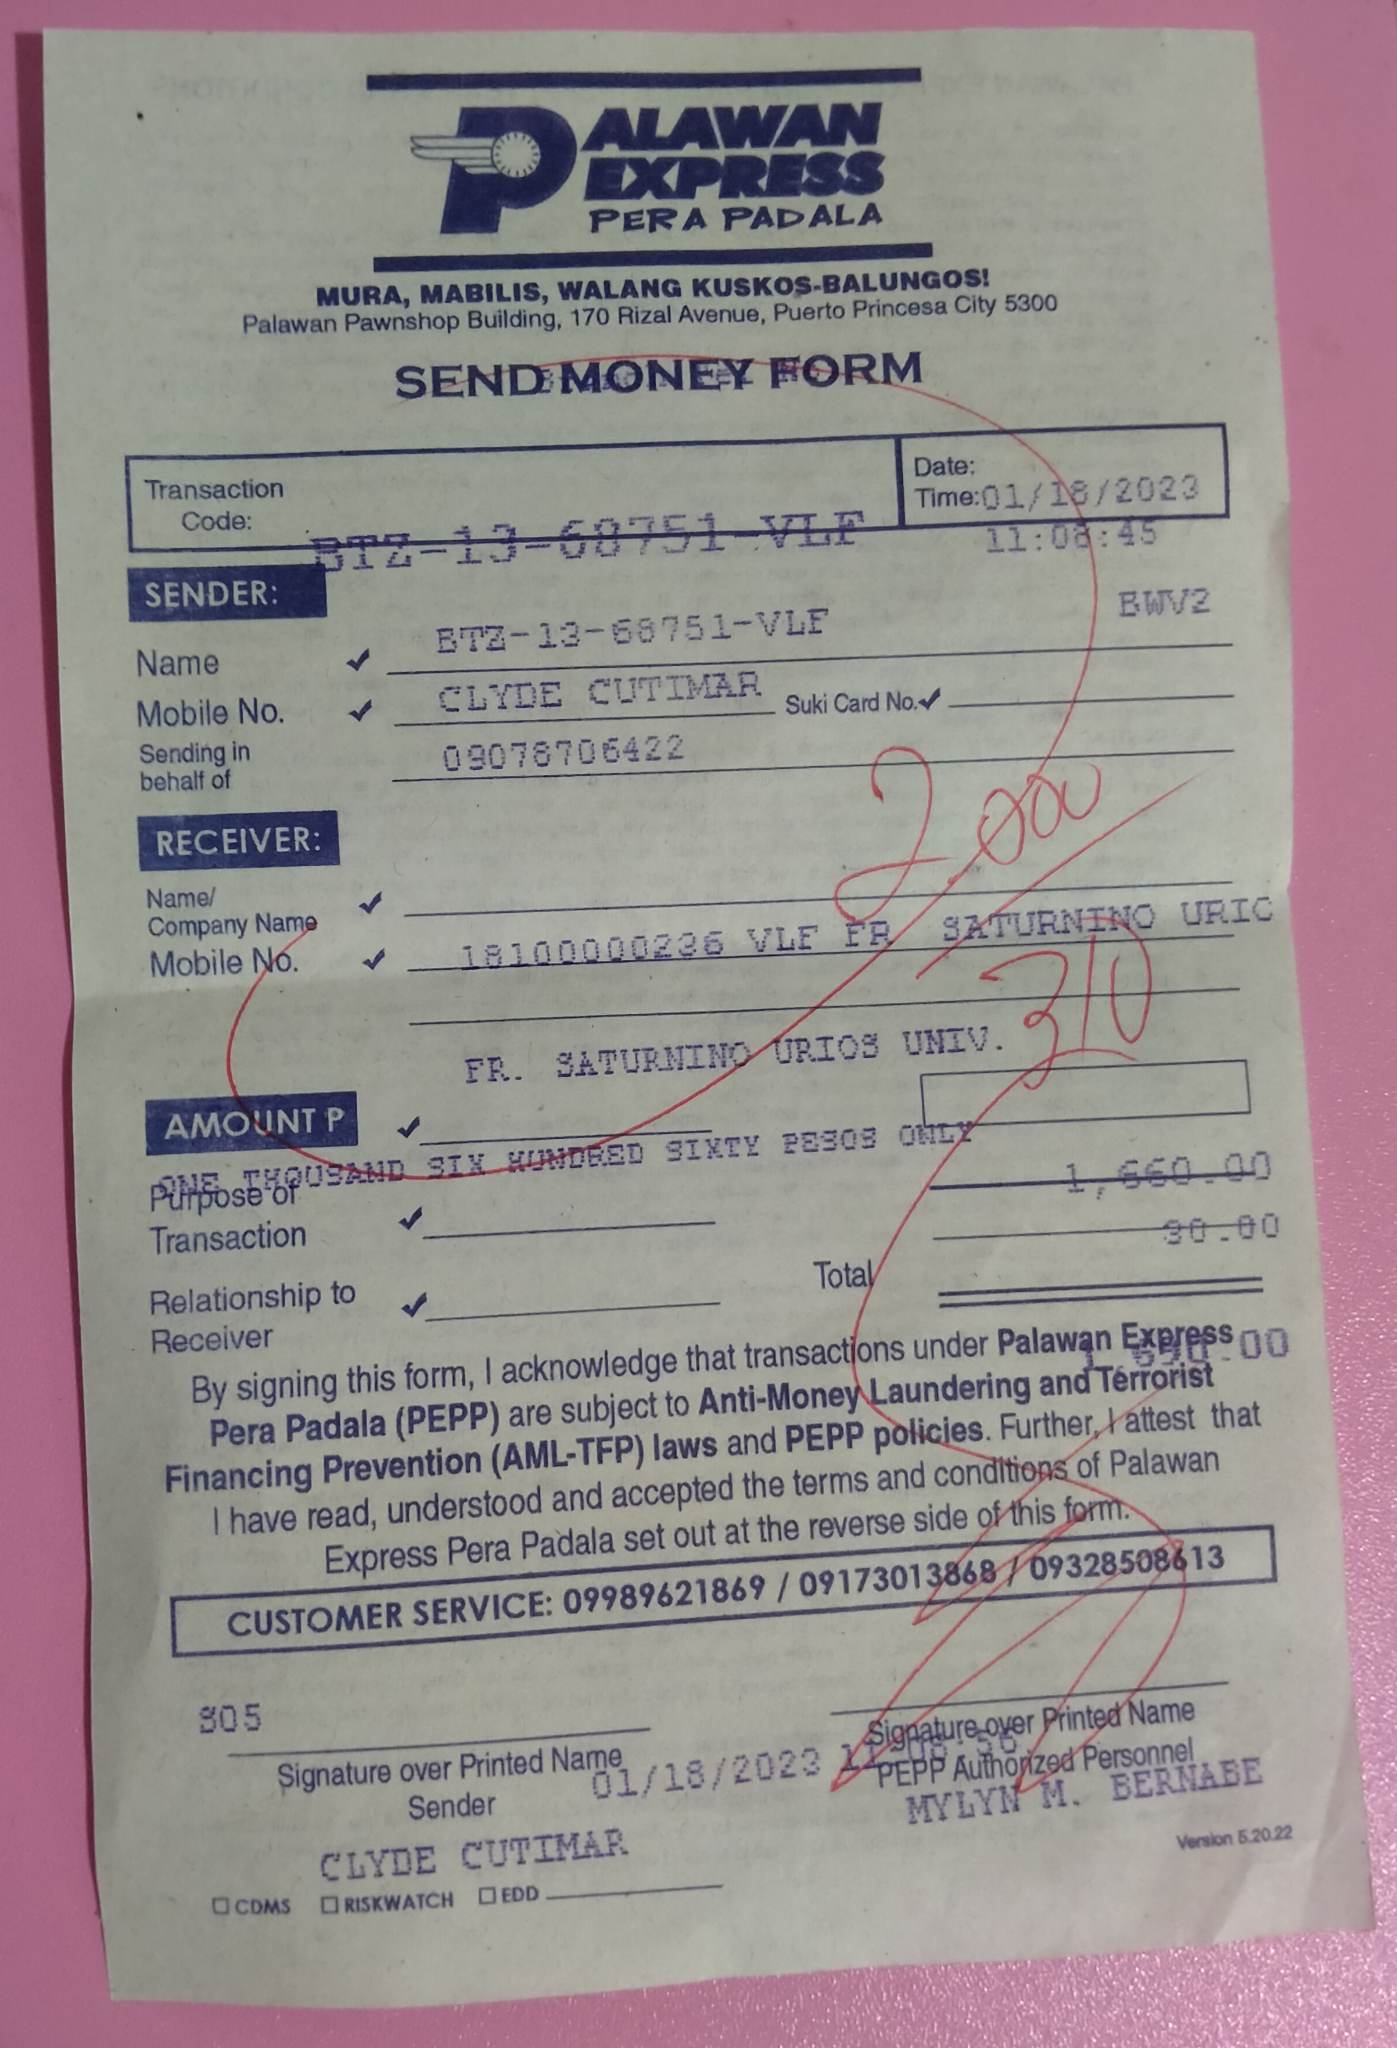 PALAWAN
EXPRESS
PERA PADALA
MURA, MABILIS, WALANG KUSKOS-BALUNGOS!
Palawan Pawnshop Building, 170 Rizal Avenue, Puerto Princesa City 5300
SEND MONEY FORM
Transaction
Code:
Date:
Time: 01/18/2023
BTZ-13-68751-VLF 11:08:45
SENDER:
BTZ-13-68751-VLF BWV2
Name
CLYDE CUTIMAR
Mobile No. Suki Card No.
09078706422
Sending in
behalf of
2,000
RECEIVER:
Name/
Company Name
18100000236 VLF FR SATURNINO URIO
Mobile No.
310
FR. SATURNINO URIOS UNIV.
AMOUNT P
ONE THOUSAND SIX HUNDRED SIXTY PESOS ONLY
1,660.00
Purpose of
Transaction
30.00
Total
Relationship to
Receiver
1,690.00
By signing this form, I acknowledge that transactions under Palawan Express
Pera Padala (PEPP) are subject to Anti-Money Laundering and Terrorist
Financing Prevention (AML-TFP) laws and PEPP policies. Further, I attest that
I have read, understood and accepted the terms and conditions of Palawan
Express Pera Padala set out at the reverse side of this form.
CUSTOMER SERVICE: 09989621869 / 09173013868 / 09328508613
S05
Signature over Printed Name
Sender
Signature over Printed Name
PEPP Authorized Personnel
01/18/2023
MYLYN M. BERNABE
CLYDE CUTIMAR
Version 5.20.22
CDMS RISKWATCH EDD